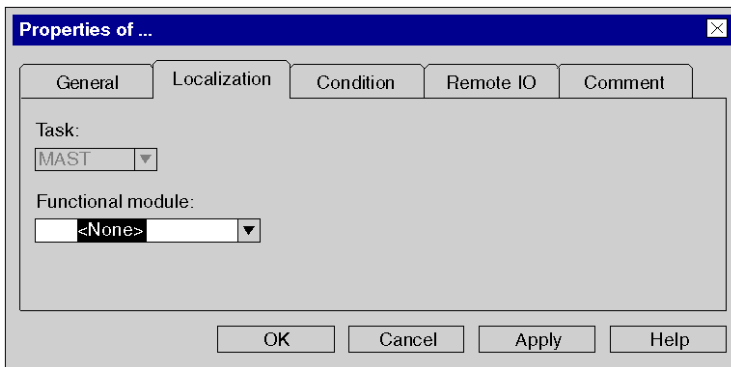 Properties of ...
General Localization Condition Remote IO Comment
Task:
MAST
Functional module:
<None>
OK Cancel Apply Help